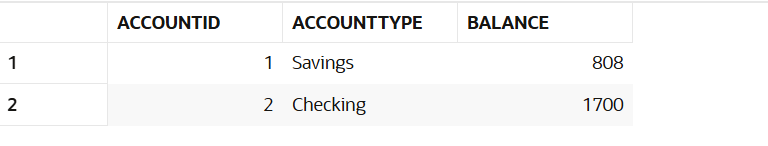 ACCOUNTID ACCOUNTTYPE BALANCE
1 1 Savings 808
2 2 Checking 1700